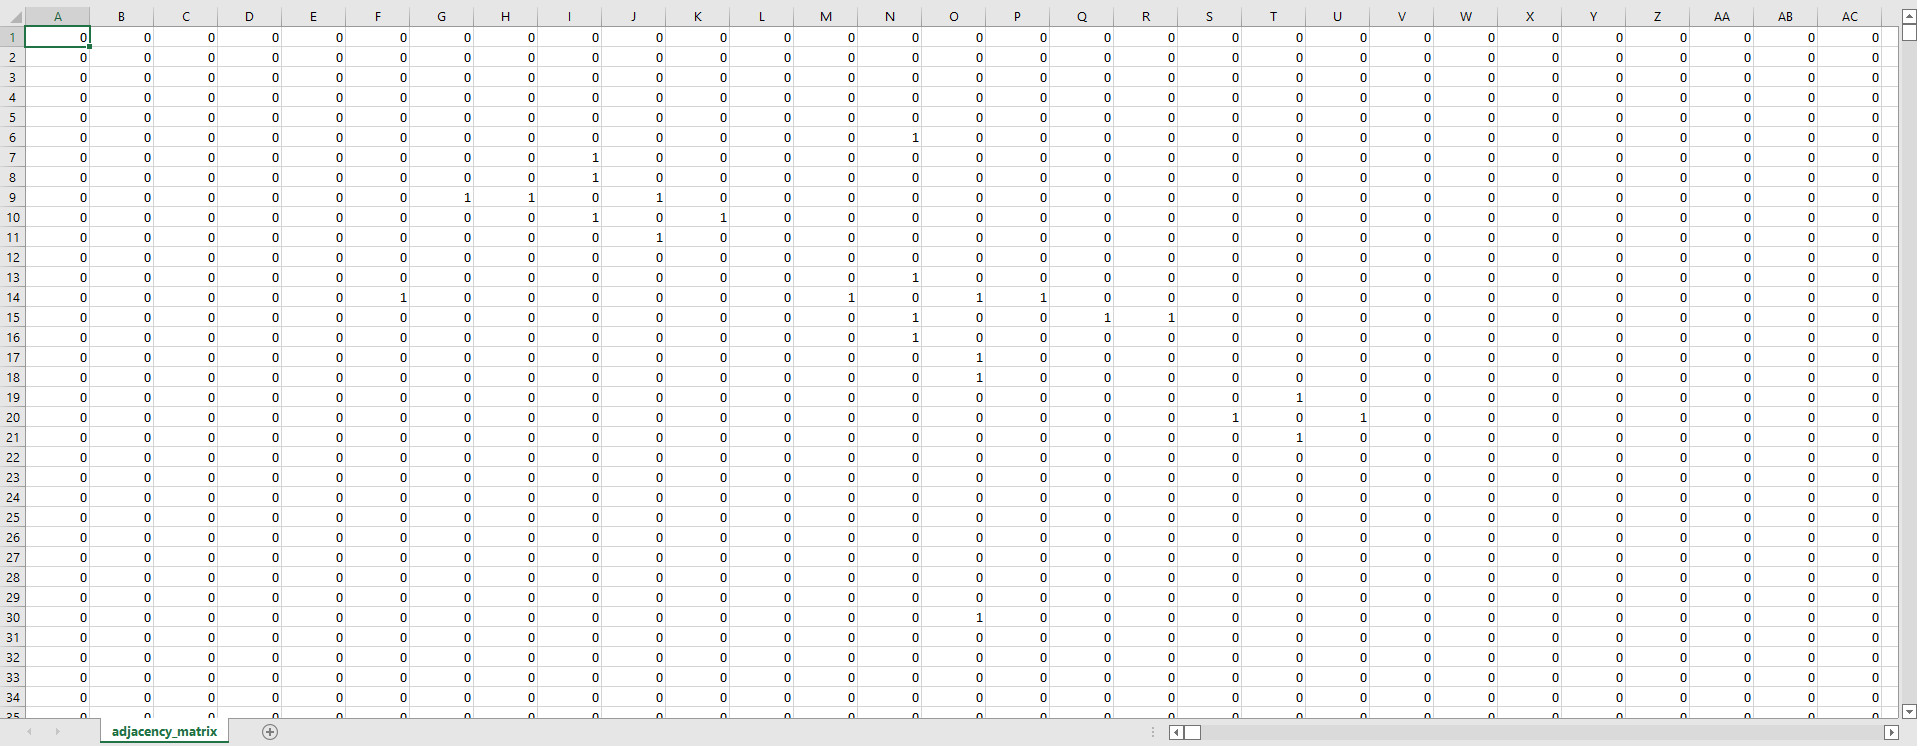 A B C D E F G H I J K L M N O P Q R S T U V W X Y Z AA AB AC
1 0 0 0 0 0 0 0 0 0 0 0 0 0 0 0 0 0 0 0 0 0 0 0 0 0 0 0 0 0
2 0 0 0 0 0 0 0 0 0 0 0 0 0 0 0 0 0 0 0 0 0 0 0 0 0 0 0 0 0
3 0 0 0 0 0 0 0 0 0 0 0 0 0 0 0 0 0 0 0 0 0 0 0 0 0 0 0 0 0
4 0 0 0 0 0 0 0 0 0 0 0 0 0 0 0 0 0 0 0 0 0 0 0 0 0 0 0 0 0
5 0 0 0 0 0 0 0 0 0 0 0 0 0 0 0 0 0 0 0 0 0 0 0 0 0 0 0 0 0
6 0 0 0 0 0 0 0 0 0 0 0 0 0 1 0 0 0 0 0 0 0 0 0 0 0 0 0 0 0
7 0 0 0 0 0 0 0 0 1 0 0 0 0 0 0 0 0 0 0 0 0 0 0 0 0 0 0 0 0
8 0 0 0 0 0 0 0 0 1 0 0 0 0 0 0 0 0 0 0 0 0 0 0 0 0 0 0 0 0
9 0 0 0 0 0 0 1 1 0 1 0 0 0 0 0 0 0 0 0 0 0 0 0 0 0 0 0 0 0
10 0 0 0 0 0 0 0 0 1 0 1 0 0 0 0 0 0 0 0 0 0 0 0 0 0 0 0 0 0
11 0 0 0 0 0 0 0 0 0 1 0 0 0 0 0 0 0 0 0 0 0 0 0 0 0 0 0 0 0
12 0 0 0 0 0 0 0 0 0 0 0 0 0 0 0 0 0 0 0 0 0 0 0 0 0 0 0 0 0
13 0 0 0 0 0 0 0 0 0 0 0 0 0 1 0 0 0 0 0 0 0 0 0 0 0 0 0 0 0
14 0 0 0 0 0 1 0 0 0 0 0 0 1 0 1 1 0 0 0 0 0 0 0 0 0 0 0 0 0
15 0 0 0 0 0 0 0 0 0 0 0 0 0 1 0 0 1 1 0 0 0 0 0 0 0 0 0 0 0
16 0 0 0 0 0 0 0 0 0 0 0 0 0 1 0 0 0 0 0 0 0 0 0 0 0 0 0 0 0
17 0 0 0 0 0 0 0 0 0 0 0 0 0 0 1 0 0 0 0 0 0 0 0 0 0 0 0 0 0
18 0 0 0 0 0 0 0 0 0 0 0 0 0 0 1 0 0 0 0 0 0 0 0 0 0 0 0 0 0
19 0 0 0 0 0 0 0 0 0 0 0 0 0 0 0 0 0 0 0 1 0 0 0 0 0 0 0 0 0
20 0 0 0 0 0 0 0 0 0 0 0 0 0 0 0 0 0 0 1 0 1 0 0 0 0 0 0 0 0
21 0 0 0 0 0 0 0 0 0 0 0 0 0 0 0 0 0 0 0 1 0 0 0 0 0 0 0 0 0
22 0 0 0 0 0 0 0 0 0 0 0 0 0 0 0 0 0 0 0 0 0 0 0 0 0 0 0 0 0
23 0 0 0 0 0 0 0 0 0 0 0 0 0 0 0 0 0 0 0 0 0 0 0 0 0 0 0 0 0
24 0 0 0 0 0 0 0 0 0 0 0 0 0 0 0 0 0 0 0 0 0 0 0 0 0 0 0 0 0
25 0 0 0 0 0 0 0 0 0 0 0 0 0 0 0 0 0 0 0 0 0 0 0 0 0 0 0 0 0
26 0 0 0 0 0 0 0 0 0 0 0 0 0 0 0 0 0 0 0 0 0 0 0 0 0 0 0 0 0
27 0 0 0 0 0 0 0 0 0 0 0 0 0 0 0 0 0 0 0 0 0 0 0 0 0 0 0 0 0
28 0 0 0 0 0 0 0 0 0 0 0 0 0 0 0 0 0 0 0 0 0 0 0 0 0 0 0 0 0
29 0 0 0 0 0 0 0 0 0 0 0 0 0 0 0 0 0 0 0 0 0 0 0 0 0 0 0 0 0
30 0 0 0 0 0 0 0 0 0 0 0 0 0 0 1 0 0 0 0 0 0 0 0 0 0 0 0 0 0
31 0 0 0 0 0 0 0 0 0 0 0 0 0 0 0 0 0 0 0 0 0 0 0 0 0 0 0 0 0
32 0 0 0 0 0 0 0 0 0 0 0 0 0 0 0 0 0 0 0 0 0 0 0 0 0 0 0 0 0
33 0 0 0 0 0 0 0 0 0 0 0 0 0 0 0 0 0 0 0 0 0 0 0 0 0 0 0 0 0
34 0 0 0 0 0 0 0 0 0 0 0 0 0 0 0 0 0 0 0 0 0 0 0 0 0 0 0 0 0
adjacency_matrix